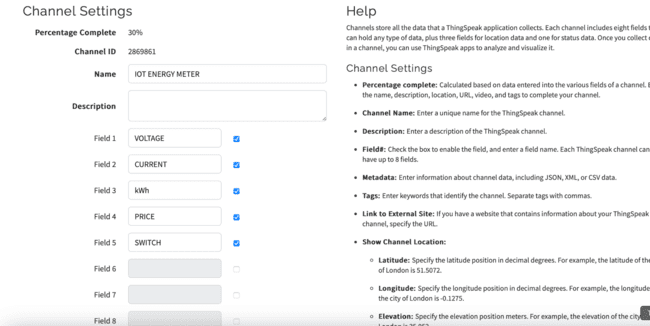 Channel Settings
Percentage Complete 30%
Channel ID 2869861
Name IOT ENERGY METER
Description
Field 1 VOLTAGE
Field 2 CURRENT
Field 3 kWh
Field 4 PRICE
Field 5 SWITCH
Field 6
Field 7
Field 8
Help
Channels store all the data that a ThingSpeak application collects. Each channel includes eight fields t
can hold any type of data, plus three fields for location data and one for status data. Once you collect
in a channel, you can use ThingSpeak apps to analyze and visualize it.
Channel Settings
• Percentage complete: Calculated based on data entered into the various fields of a channel.
the name, description, location, URL, video, and tags to complete your channel.
• Channel Name: Enter a unique name for the ThingSpeak channel.
• Description: Enter a description of the ThingSpeak channel.
• Field#: Check the box to enable the field, and enter a field name. Each ThingSpeak channel can
have up to 8 fields.
• Metadata: Enter information about channel data, including JSON, XML, or CSV data.
• Tags: Enter keywords that identify the channel. Separate tags with commas.
• Link to External Site: If you have a website that contains information about your ThingSpeak
channel, specify the URL.
• Show Channel Location:
Latitude: Specify the latitude position in decimal degrees. For example, the latitude of the
of London is 51.5072.
Longitude: Specify the longitude position in decimal degrees. For example, the longitude
the city of London is -0.1275.
Elevation: Specify the elevation position meters. For example, the elevation of the city